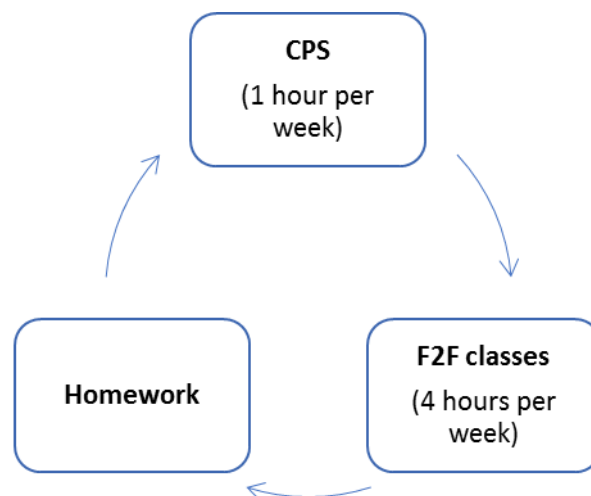 CPS
(1 hour per
week)
F2F classes
(4 hours per
week)
Homework